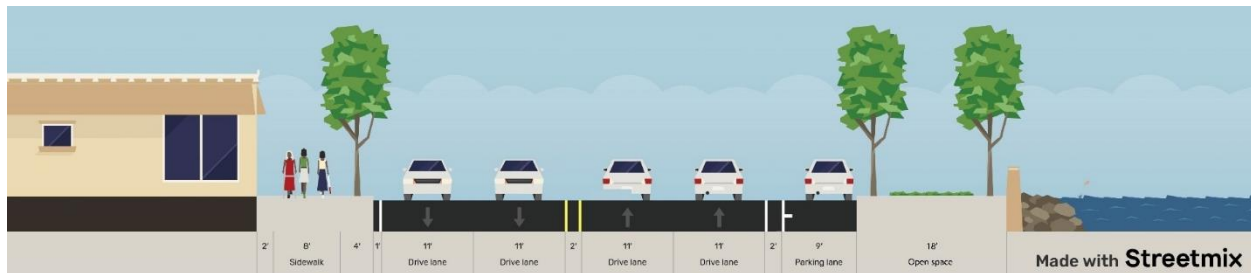 2' 8' 4' 1' 11' 11' 2' 11' 11' 2' 9' 18'
Sidewalk Drive lane Drive lane Drive lane Drive lane Parking lane Open space
Made with Streetmix